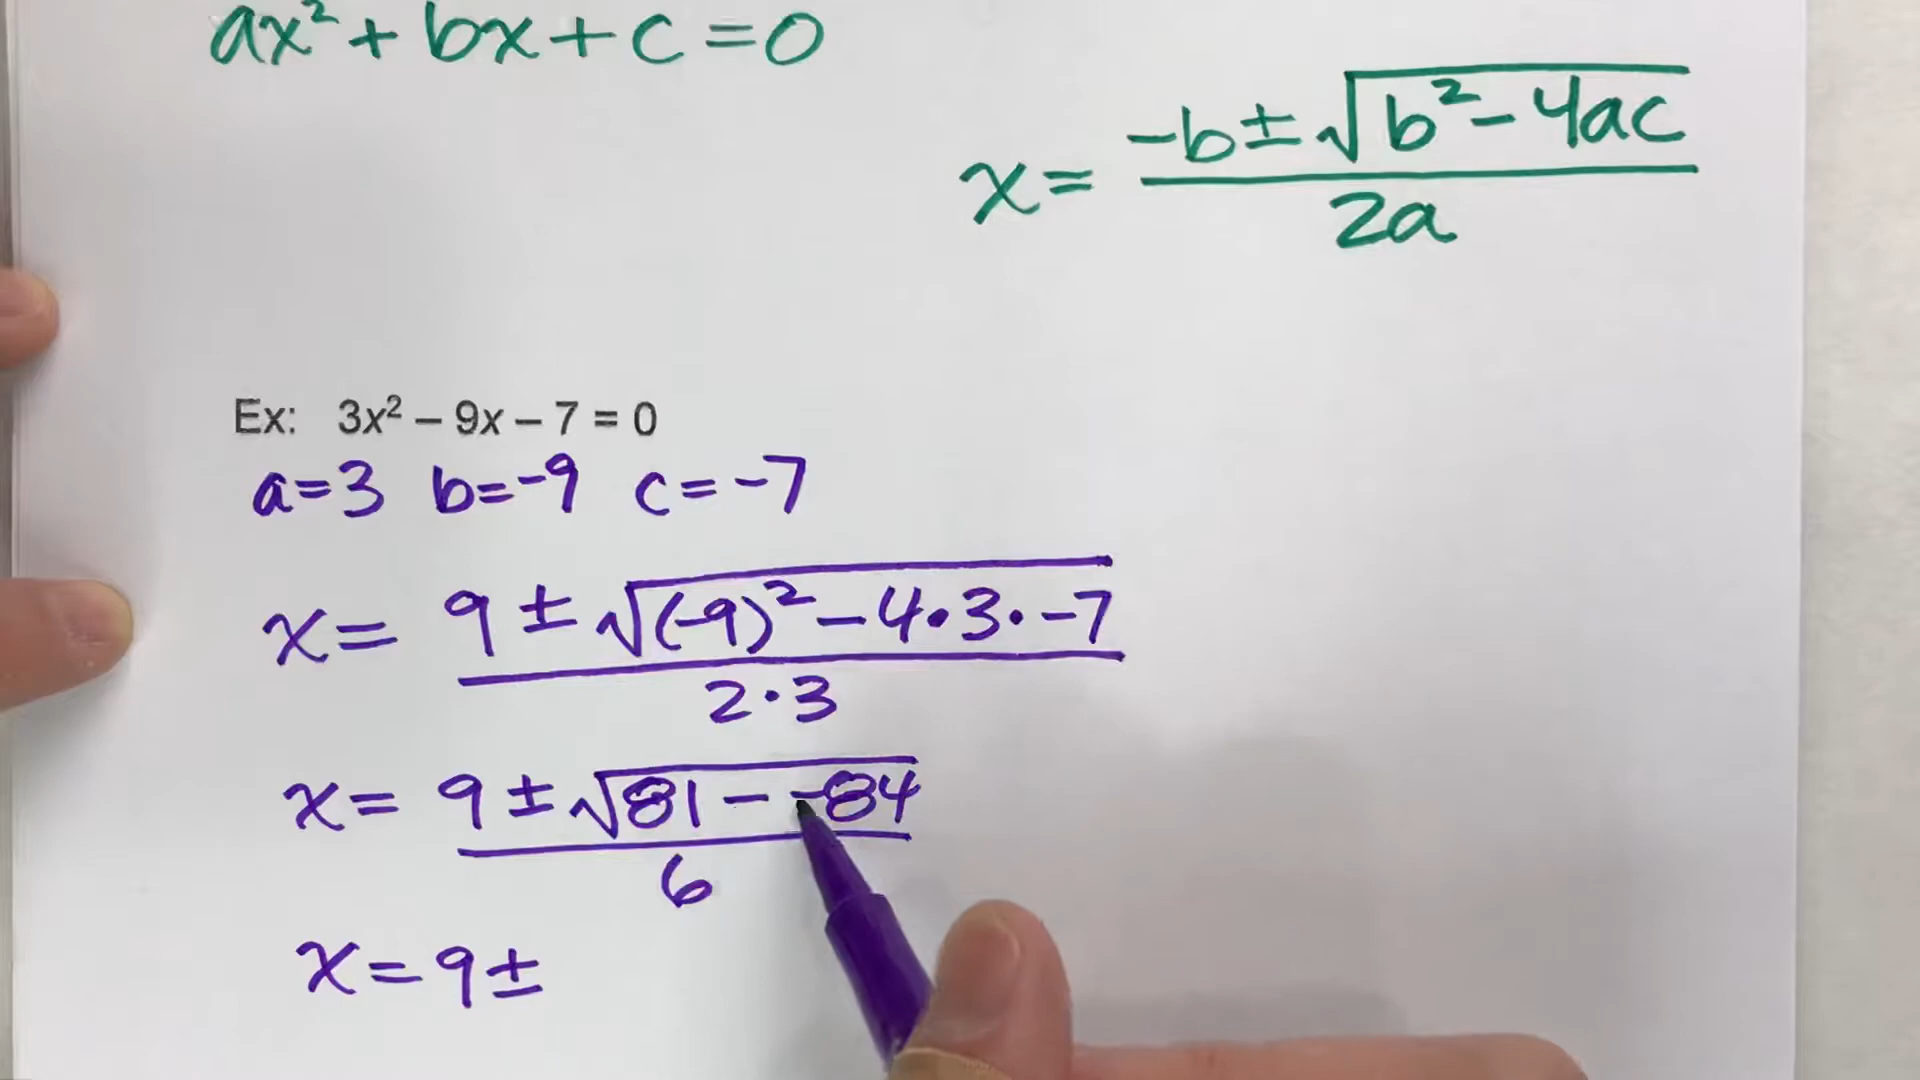 ax² + bx + c = 0
x = -b ± √b² - 4ac
2a
Ex: 3x² – 9x – 7 = 0
a=3 b=-9 c=-7
x = 9 ± √(-9)² - 4·3·-7
2·3
x = 9 ± √81 - -84
6
x = 9 ±